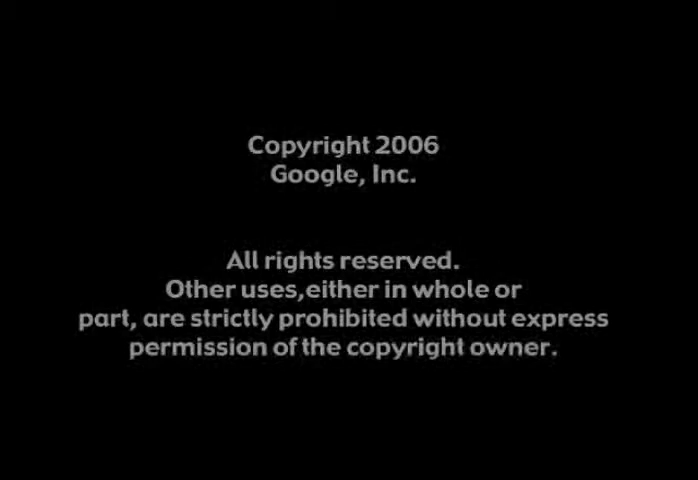 Copyright 2006
Google, Inc.
All rights reserved.
Other uses,either in whole or
part, are strictly prohibited without express
permission of the copyright owner.